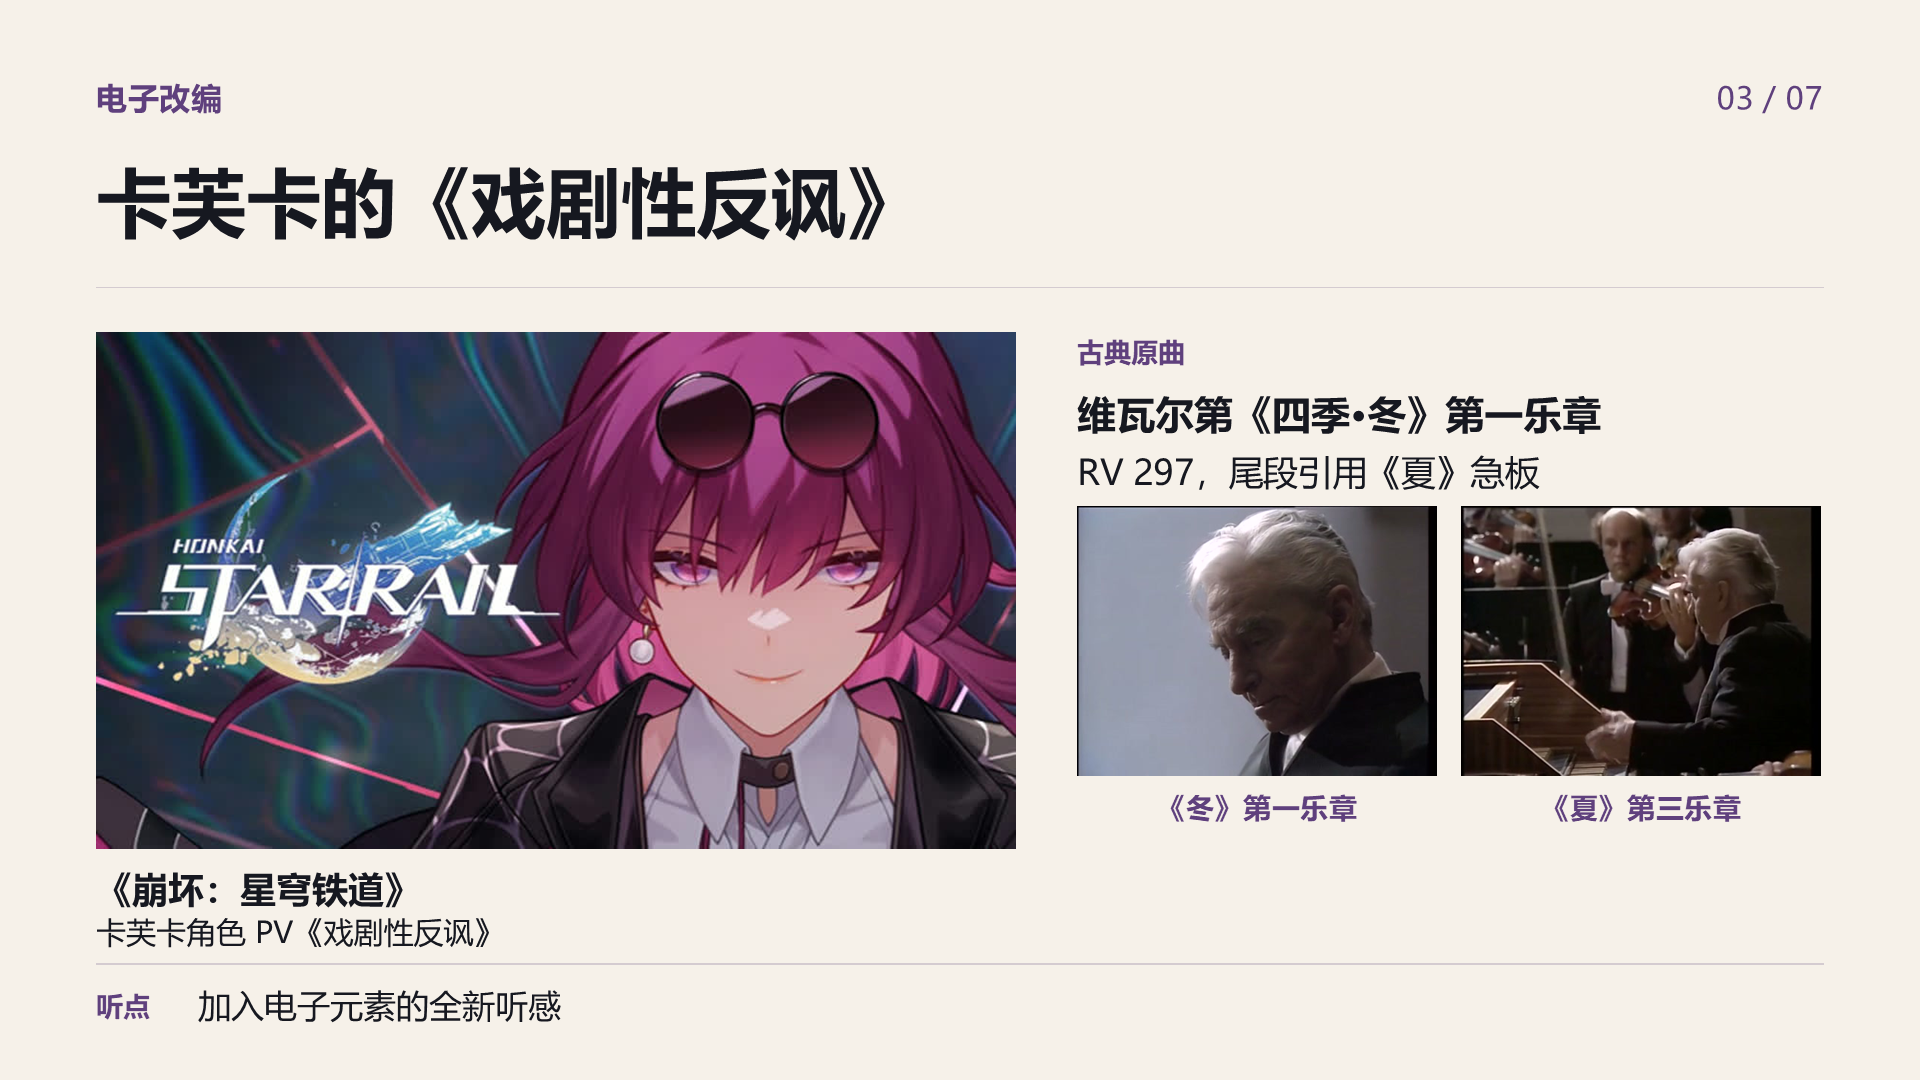 电子改编
03 / 07
卡芙卡的《戏剧性反讽》
HONKAI
STAR RAIL
古典原曲
维瓦尔第《四季•冬》第一乐章
RV 297，尾段引用《夏》急板
《冬》第一乐章
《夏》第三乐章
《崩坏：星穹铁道》
卡芙卡角色 PV《戏剧性反讽》
听点 加入电子元素的全新听感